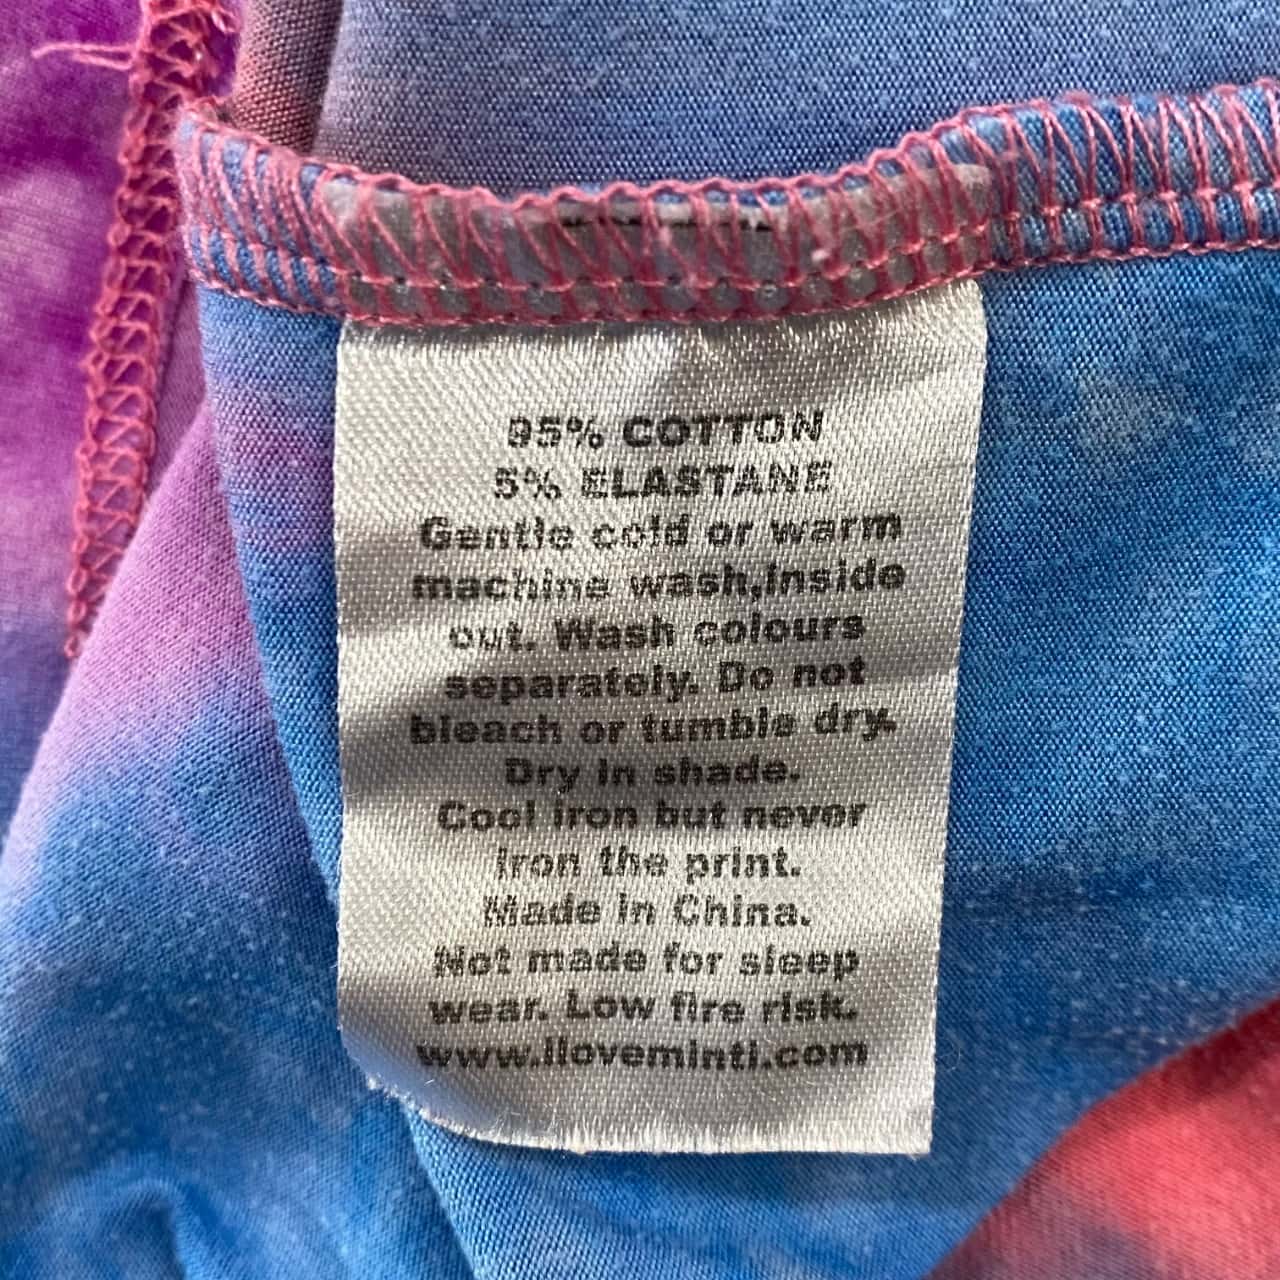 95% COTTON
5% ELASTANE
Gentle cold or warm
machine wash,inside
out. Wash colours
separately. Do not
bleach or tumble dry.
Dry in shade.
Cool iron but never
iron the print.
Made in China.
Not made for sleep
wear. Low fire risk.
www.iloveminti.com